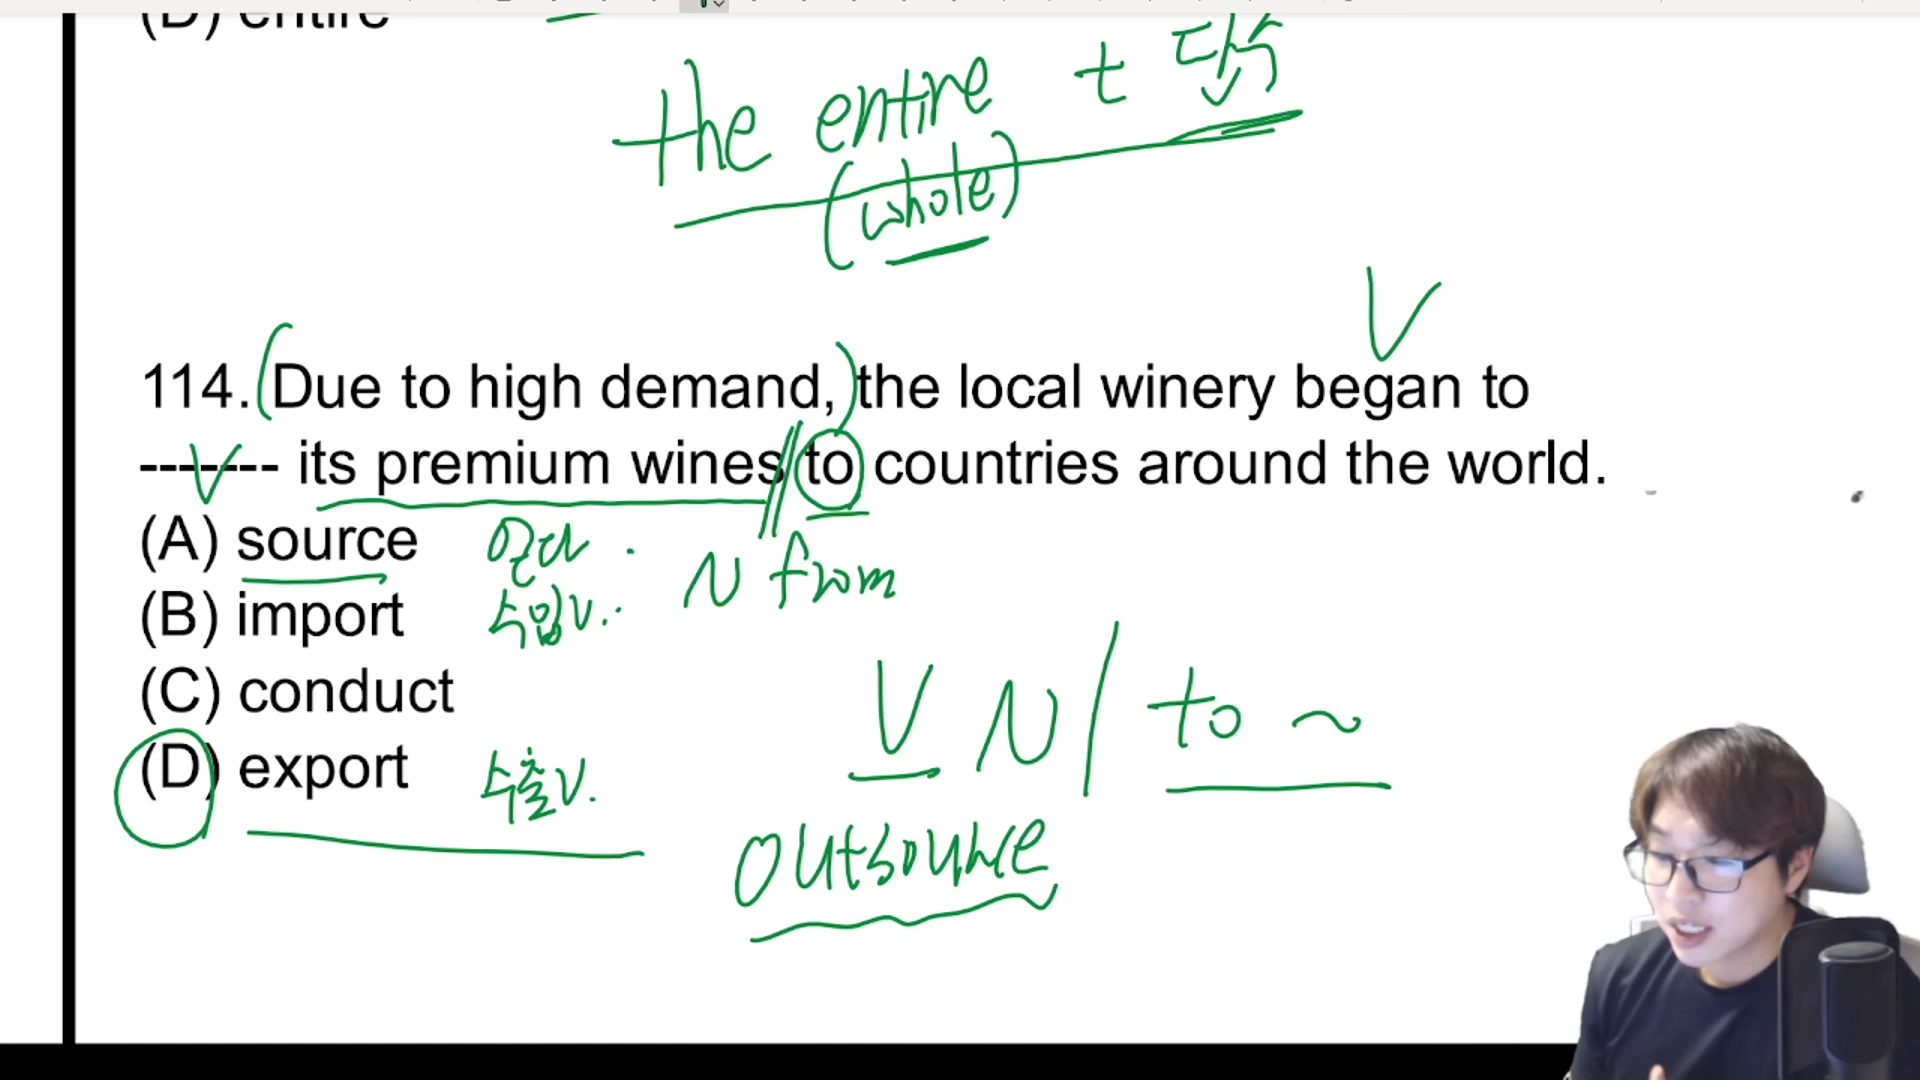 (D) entire
the entire t 단수
(whole)
V
114. Due to high demand, the local winery began to
------- its premium wines to countries around the world.
V
(A) source 얻다. N from
(B) import 수입V.
(C) conduct V N / to ~
(D) export 수출V.
outsource